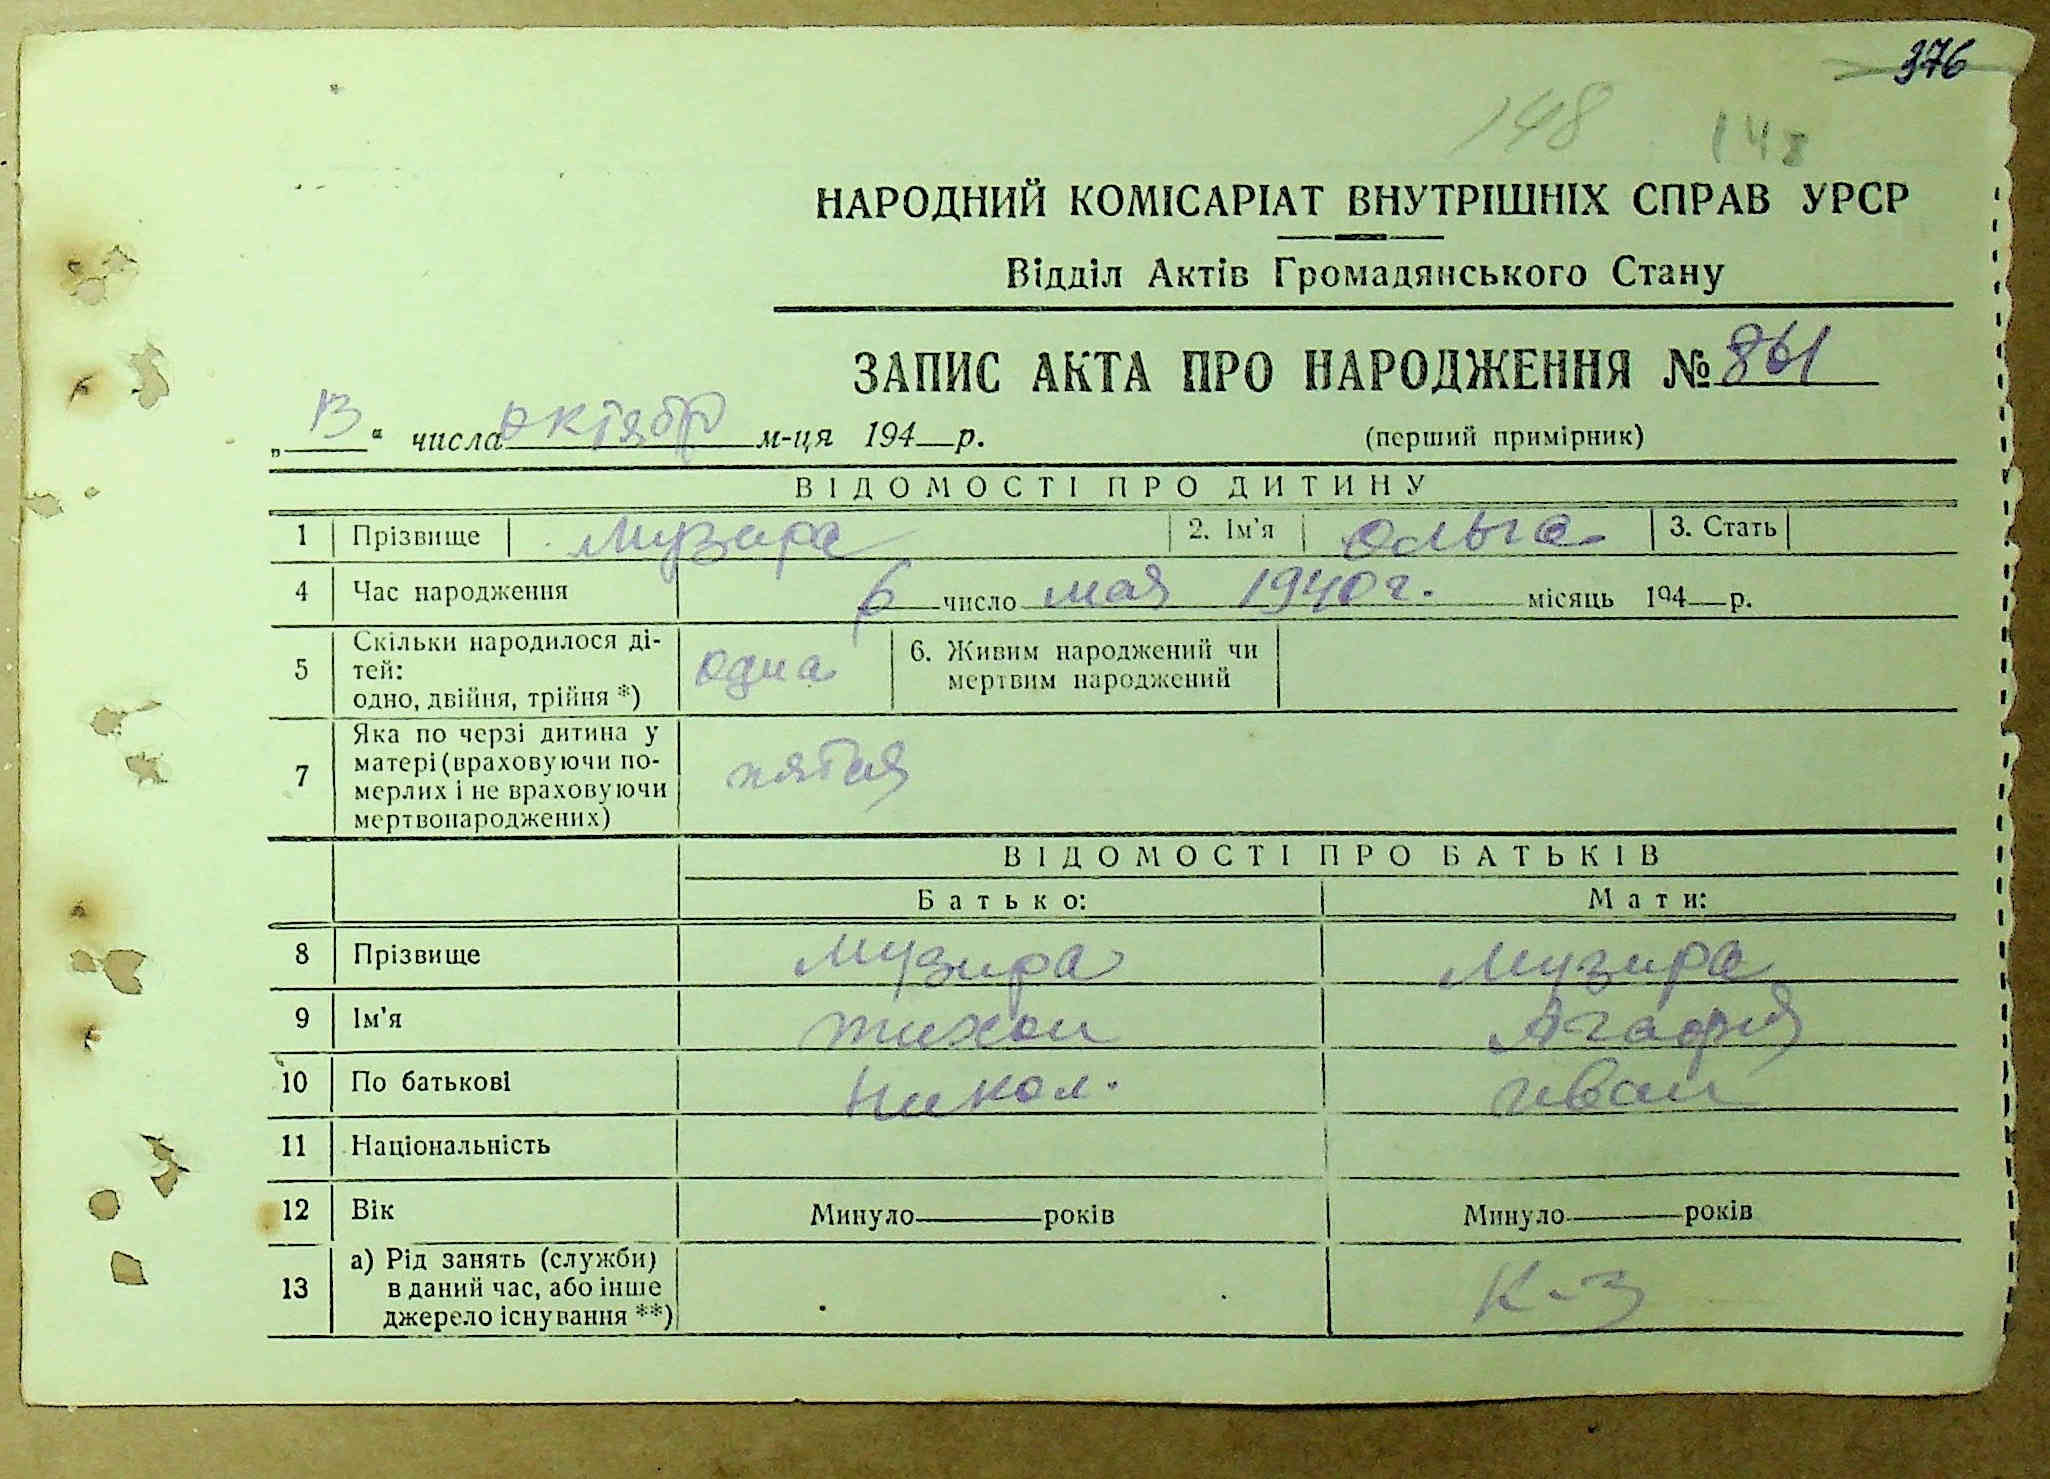 376
148 148
НАРОДНИЙ КОМІСАРІАТ ВНУТРІШНІХ СПРАВ УРСР
Відділ Актів Громадянського Стану
ЗАПИС АКТА ПРО НАРОДЖЕННЯ № 861
„13“ числа октябр м-ця 194 р. (перший примірник)
ВІДОМОСТІ ПРО ДИТИНУ
1 Прізвище Музира 2. Ім'я Ольга 3. Стать
4 Час народження 6 число мая 1940 г. місяць 194 р.
5 Скільки народилося ді-
тей:
одно, двійня, трійня *) одна 6. Живим народжений чи
мертвим народжений
7 Яка по черзі дитина у
матері (враховуючи по-
мерлих і не враховуючи
мертвонароджених) пятая
ВІДОМОСТІ ПРО БАТЬКІВ
Батько: Мати:
8 Прізвище Музира Музира
9 Ім'я Тихон Агафия
10 По батькові Никол. Иван
11 Національність
12 Вік Минуло років Минуло років
13 а) Рід занять (служби)
в даний час, або інше
джерело існування **) К-з